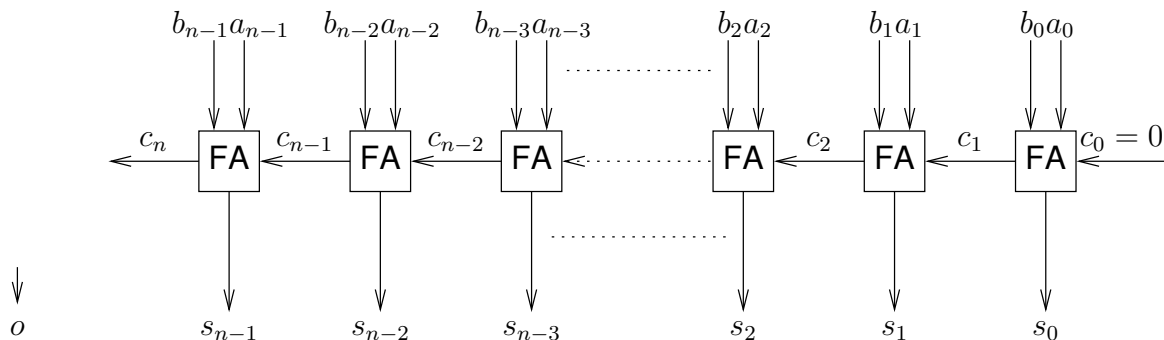 b_{n-1}a_{n-1} b_{n-2}a_{n-2} b_{n-3}a_{n-3} b_2a_2 b_1a_1 b_0a_0
c_n c_{n-1} c_{n-2} c_2 c_1 c_0 = 0
FA FA FA FA FA FA
o s_{n-1} s_{n-2} s_{n-3} s_2 s_1 s_0